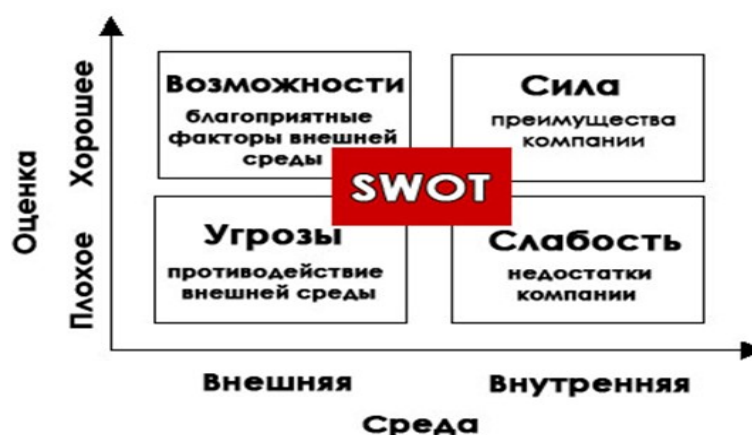 Оценка
Хорошее
Плохое
Возможности
благоприятные
факторы внешней
среды
Сила
преимущества
компании
SWOT
Угрозы
противодействие
внешней среды
Слабость
недостатки
компании
Внешняя
Внутренняя
Среда